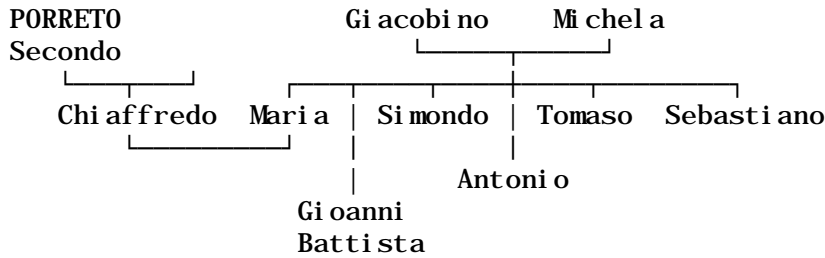 PORRETO Giacobino Michela
Secondo
Chiaffredo Maria Simondo Tomaso Sebastiano
Antonio
Gioanni
Battista